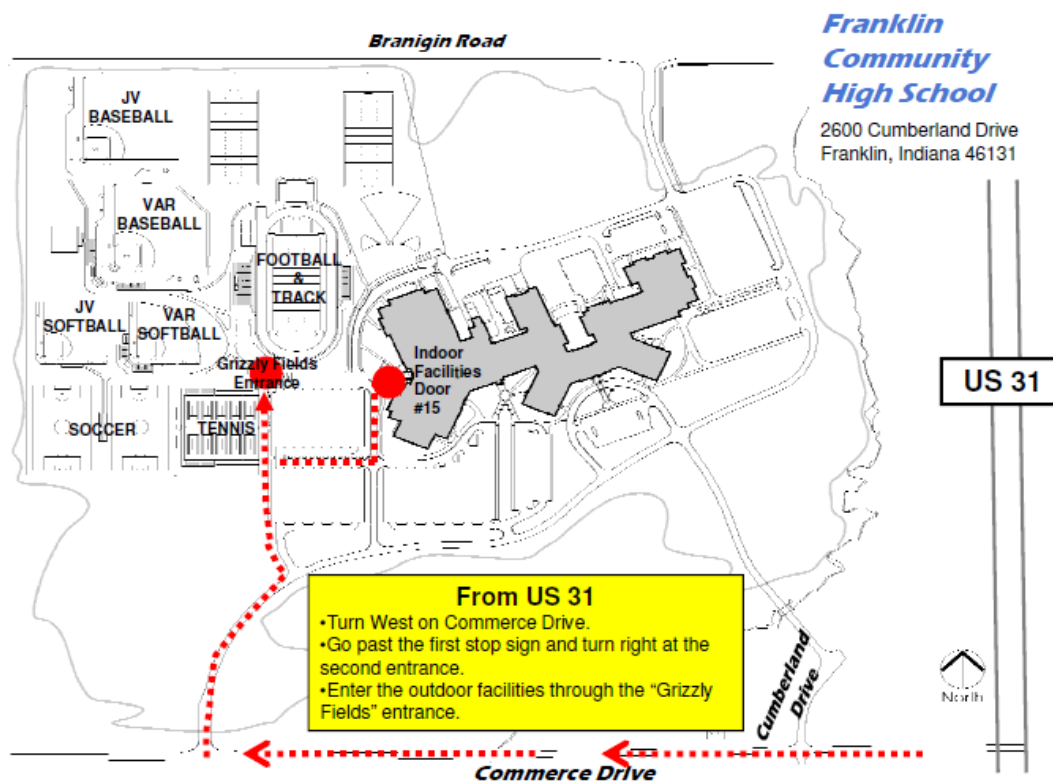 Branigin Road
Franklin
Community
High School
2600 Cumberland Drive
Franklin, Indiana 46131
JV
BASEBALL
VAR
BASEBALL
FOOTBALL
&
TRACK
JV
SOFTBALL
VAR
SOFTBALL
Grizzly Fields
Entrance
Indoor
Facilities
Door
#15
US 31
SOCCER
TENNIS
From US 31
•Turn West on Commerce Drive.
•Go past the first stop sign and turn right at the
second entrance.
•Enter the outdoor facilities through the “Grizzly
Fields” entrance.
Cumberland
Drive
North
Commerce Drive